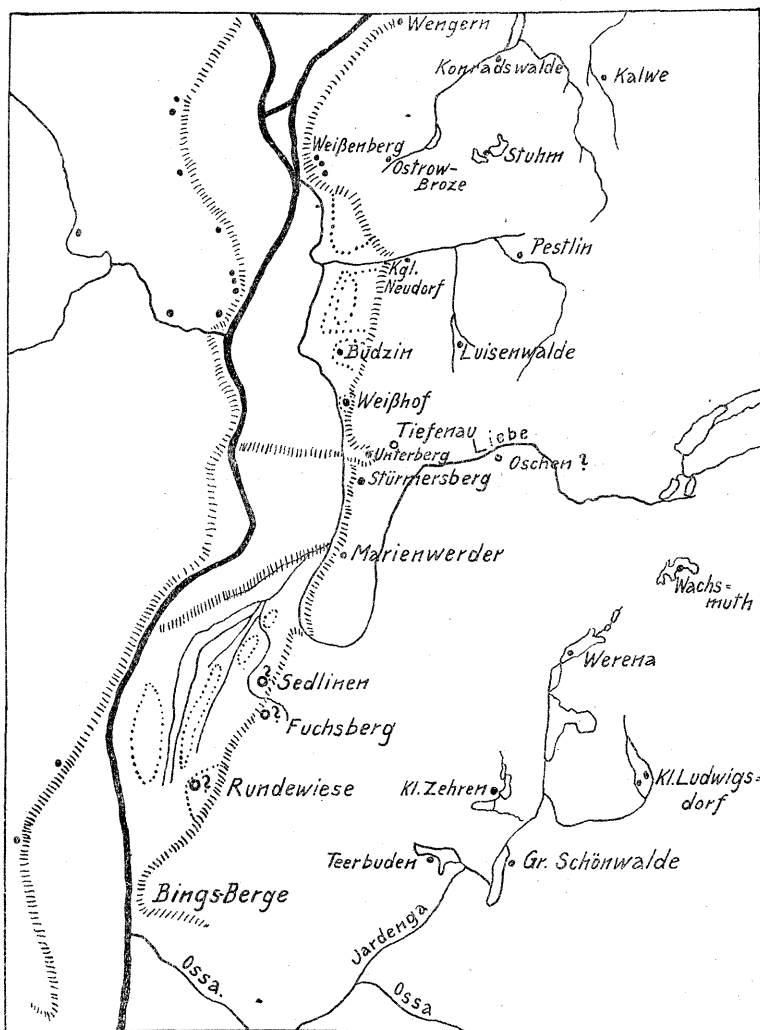 Wengern
Konradswalde
Kalwe
Weißenberg
Ostrow-
Broze
Stuhm
Pestlin
Kgl.
Neudorf
Budzin
Luisenwalde
Weißhof
Tiefenau
Liebe
Unterberg
Oschen ?
Stürmersberg
Marienwerder
Wachs=
muth
Werena
? Sedlinen
? Fuchsberg
? Rundewiese
Kl. Zehren
Kl. Ludwigs=
dorf
Teerbuden
Gr. Schönwalde
Bings-Berge
Jardenga
Ossa.
Ossa